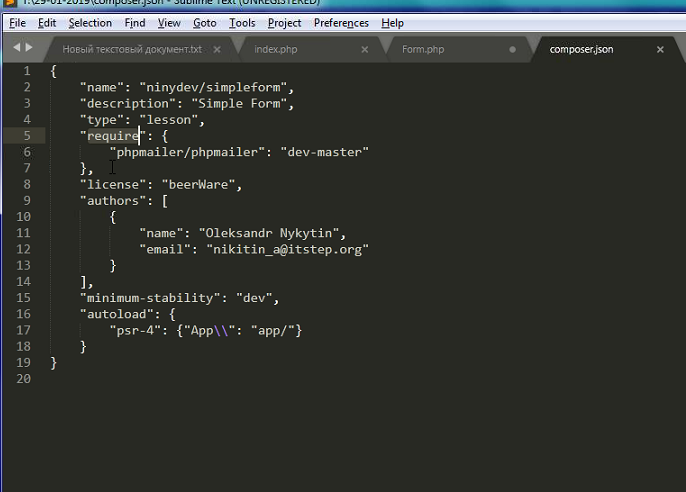 T:\29-01-2019\composer.json - Sublime Text (UNREGISTERED)
File Edit Selection Find View Goto Tools Project Preferences Help
Новый текстовый документ.txt index.php Form.php composer.json
1 {
2 "name": "ninydev/simpleform",
3 "description": "Simple Form",
4 "type": "lesson",
5 "require": {
6 "phpmailer/phpmailer": "dev-master"
7 },
8 "license": "beerWare",
9 "authors": [
10 {
11 "name": "Oleksandr Nykytin",
12 "email": "nikitin_a@itstep.org"
13 }
14 ],
15 "minimum-stability": "dev",
16 "autoload": {
17 "psr-4": {"App\\": "app/"}
18 }
19 }
20